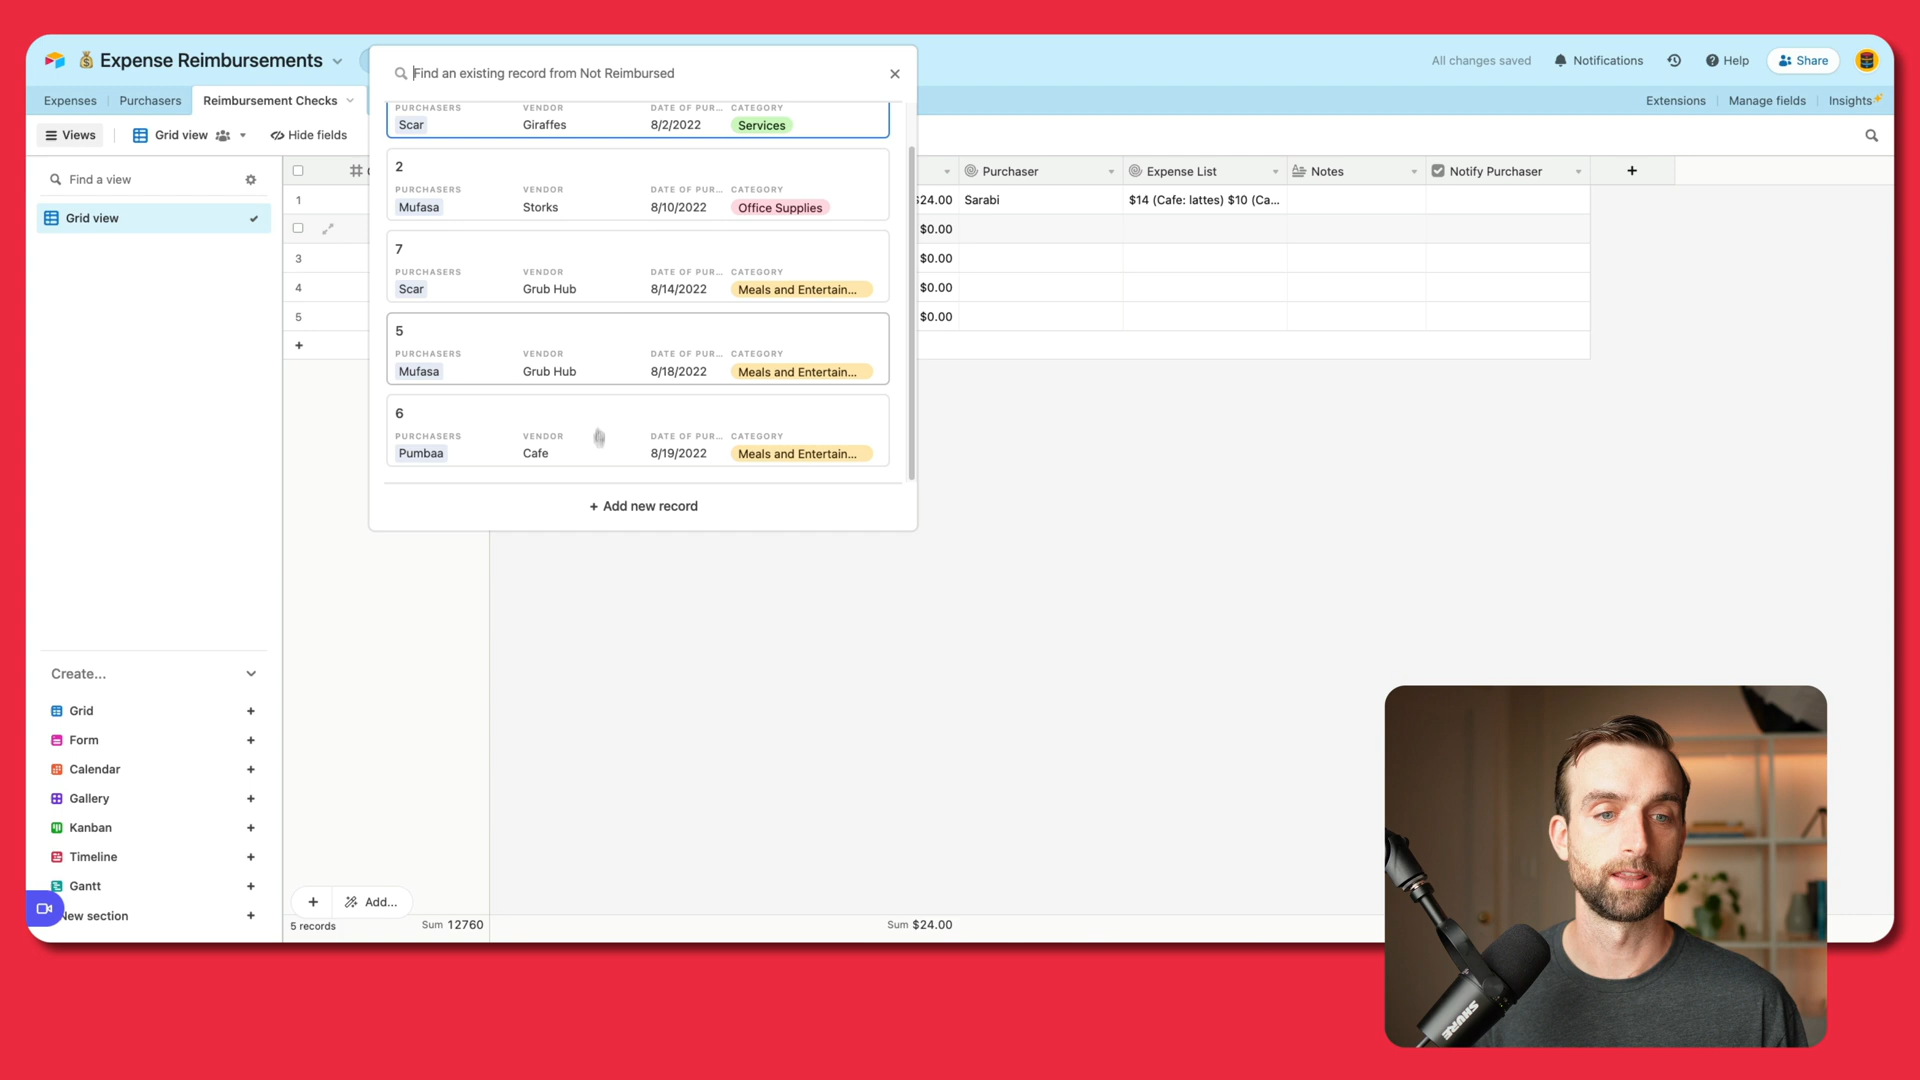 Expense Reimbursements
All changes saved
Notifications
Help
Share
Expenses
Purchasers
Reimbursement Checks
Extensions
Manage fields
Insights
Views
Grid view
Hide fields
Find an existing record from Not Reimbursed
PURCHASERS VENDOR DATE OF PUR... CATEGORY
Scar Giraffes 8/2/2022 Services
2
PURCHASERS VENDOR DATE OF PUR... CATEGORY
Mufasa Storks 8/10/2022 Office Supplies
7
PURCHASERS VENDOR DATE OF PUR... CATEGORY
Scar Grub Hub 8/14/2022 Meals and Entertain...
5
PURCHASERS VENDOR DATE OF PUR... CATEGORY
Mufasa Grub Hub 8/18/2022 Meals and Entertain...
6
PURCHASERS VENDOR DATE OF PUR... CATEGORY
Pumbaa Cafe 8/19/2022 Meals and Entertain...
+ Add new record
Find a view
Grid view
Purchaser Expense List Notes Notify Purchaser +
1 $24.00 Sarabi $14 (Cafe: lattes) $10 (Ca...
$0.00
3 $0.00
4 $0.00
5 $0.00
+
Create...
Grid +
Form +
Calendar +
Gallery +
Kanban +
Timeline +
Gantt +
New section +
+ Add...
5 records Sum 12760 Sum $24.00
SHURE